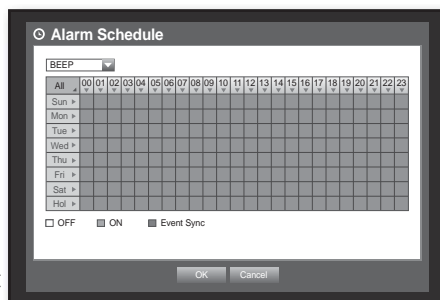 Alarm Schedule
BEEP
All 00 01 02 03 04 05 06 07 08 09 10 11 12 13 14 15 16 17 18 19 20 21 22 23
Sun
Mon
Tue
Wed
Thu
Fri
Sat
Hol
OFF ON Event Sync
OK Cancel